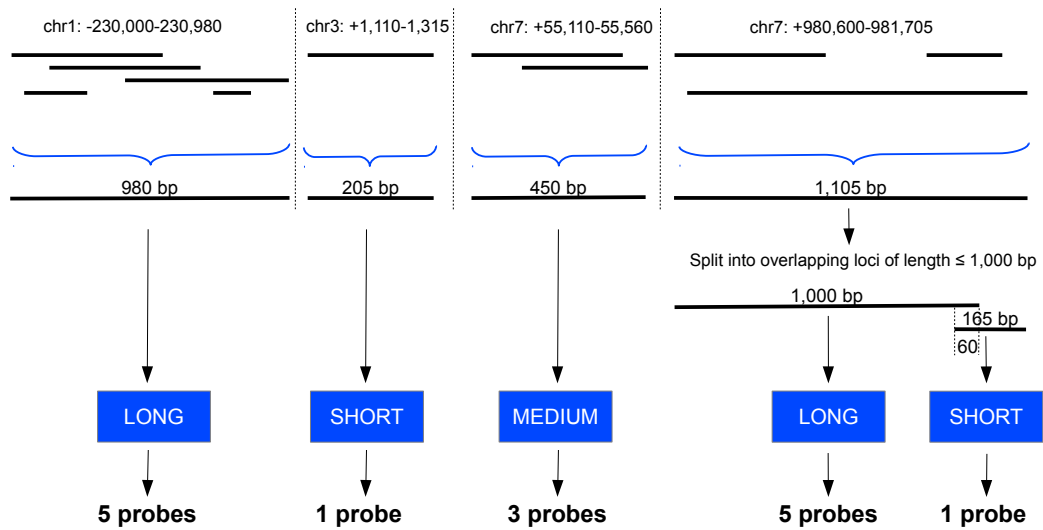 chr1: -230,000-230,980
chr3: +1,110-1,315
chr7: +55,110-55,560
chr7: +980,600-981,705
980 bp
205 bp
450 bp
1,105 bp
Split into overlapping loci of length ≤ 1,000 bp
1,000 bp
165 bp
60
LONG
SHORT
MEDIUM
LONG
SHORT
5 probes
1 probe
3 probes
5 probes
1 probe